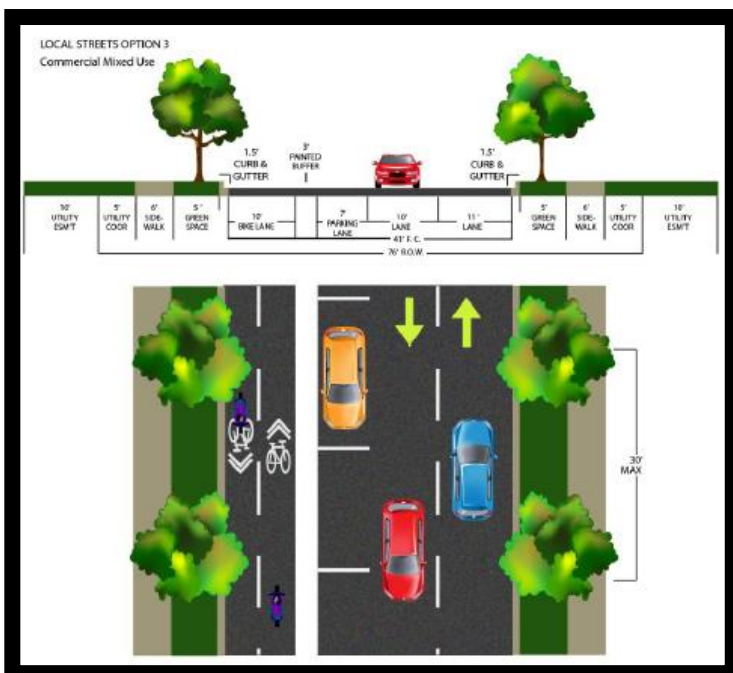 LOCAL STREETS OPTION 3
Commercial Mixed Use
1.5'
CURB &
GUTTER
3'
PAINTED
BUFFER
1.5'
CURB &
GUTTER
10'
UTILITY
ESM'T
5'
UTILITY
COOR
6'
SIDE-
WALK
5'
GREEN
SPACE
10'
BIKE LANE
7'
PARKING
LANE
10'
LANE
11'
LANE
5'
GREEN
SPACE
6'
SIDE-
WALK
5'
UTILITY
COOR
10'
UTILITY
ESM'T
41' F.C.
76' R.O.W.
30'
MAX